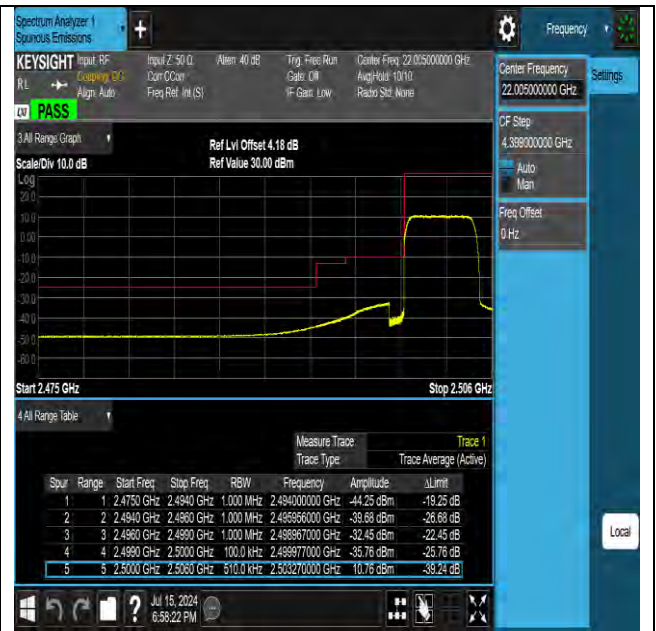 Spectrum Analyzer 1
Spurious Emissions
Frequency
KEYSIGHT Input: RF Input Z: 50 Ω Atten: 40 dB Trig: Free Run Center Freq: 22.005000000 GHz
RL Coupling: DC Corr CCorr Gate: Off Avg|Hold: 10/10
Align: Auto Freq Ref: Int (S) IF Gain: Low Radio Std: None
PASS
3 All Range Graph
Ref Lvl Offset 4.18 dB
Scale/Div 10.0 dB Ref Value 30.00 dBm
Log
20.0
10.0
0.00
-10.0
-20.0
-30.0
-40.0
-50.0
-60.0
Start 2.475 GHz Stop 2.506 GHz
4 All Range Table
Measure Trace Trace 1
Trace Type Trace Average (Active)
Spur Range Start Freq Stop Freq RBW Frequency Amplitude ΔLimit
1 1 2.4750 GHz 2.4940 GHz 1.000 MHz 2.494000000 GHz -44.25 dBm -19.25 dB
2 2 2.4940 GHz 2.4960 GHz 1.000 MHz 2.495956000 GHz -39.68 dBm -26.68 dB
3 3 2.4960 GHz 2.4990 GHz 1.000 MHz 2.498967000 GHz -32.45 dBm -22.45 dB
4 4 2.4990 GHz 2.5000 GHz 100.0 kHz 2.499977000 GHz -35.76 dBm -25.76 dB
5 5 2.5000 GHz 2.5060 GHz 510.0 kHz 2.503270000 GHz 10.76 dBm -39.24 dB
Jul 15, 2024
6:58:22 PM
Center Frequency
22.005000000 GHz
Settings
CF Step
4.399000000 GHz
Auto
Man
Freq Offset
0 Hz
Local